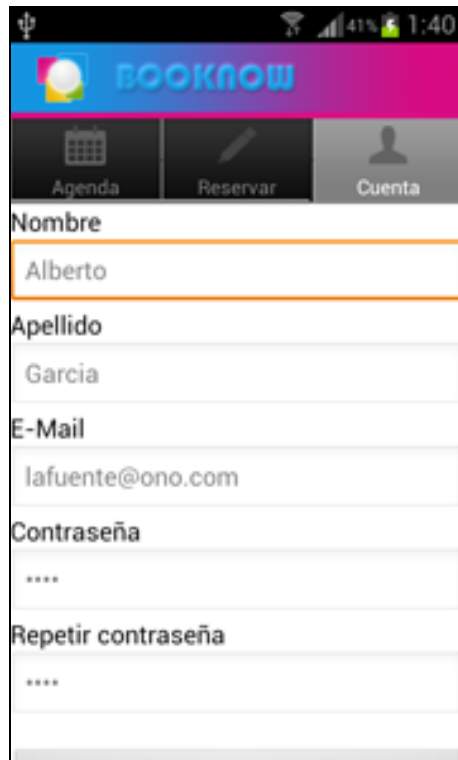 41% 1:40
BOOKNOW
Agenda Reservar Cuenta
Nombre
Alberto
Apellido
Garcia
E-Mail
lafuente@ono.com
Contraseña
••••
Repetir contraseña
••••